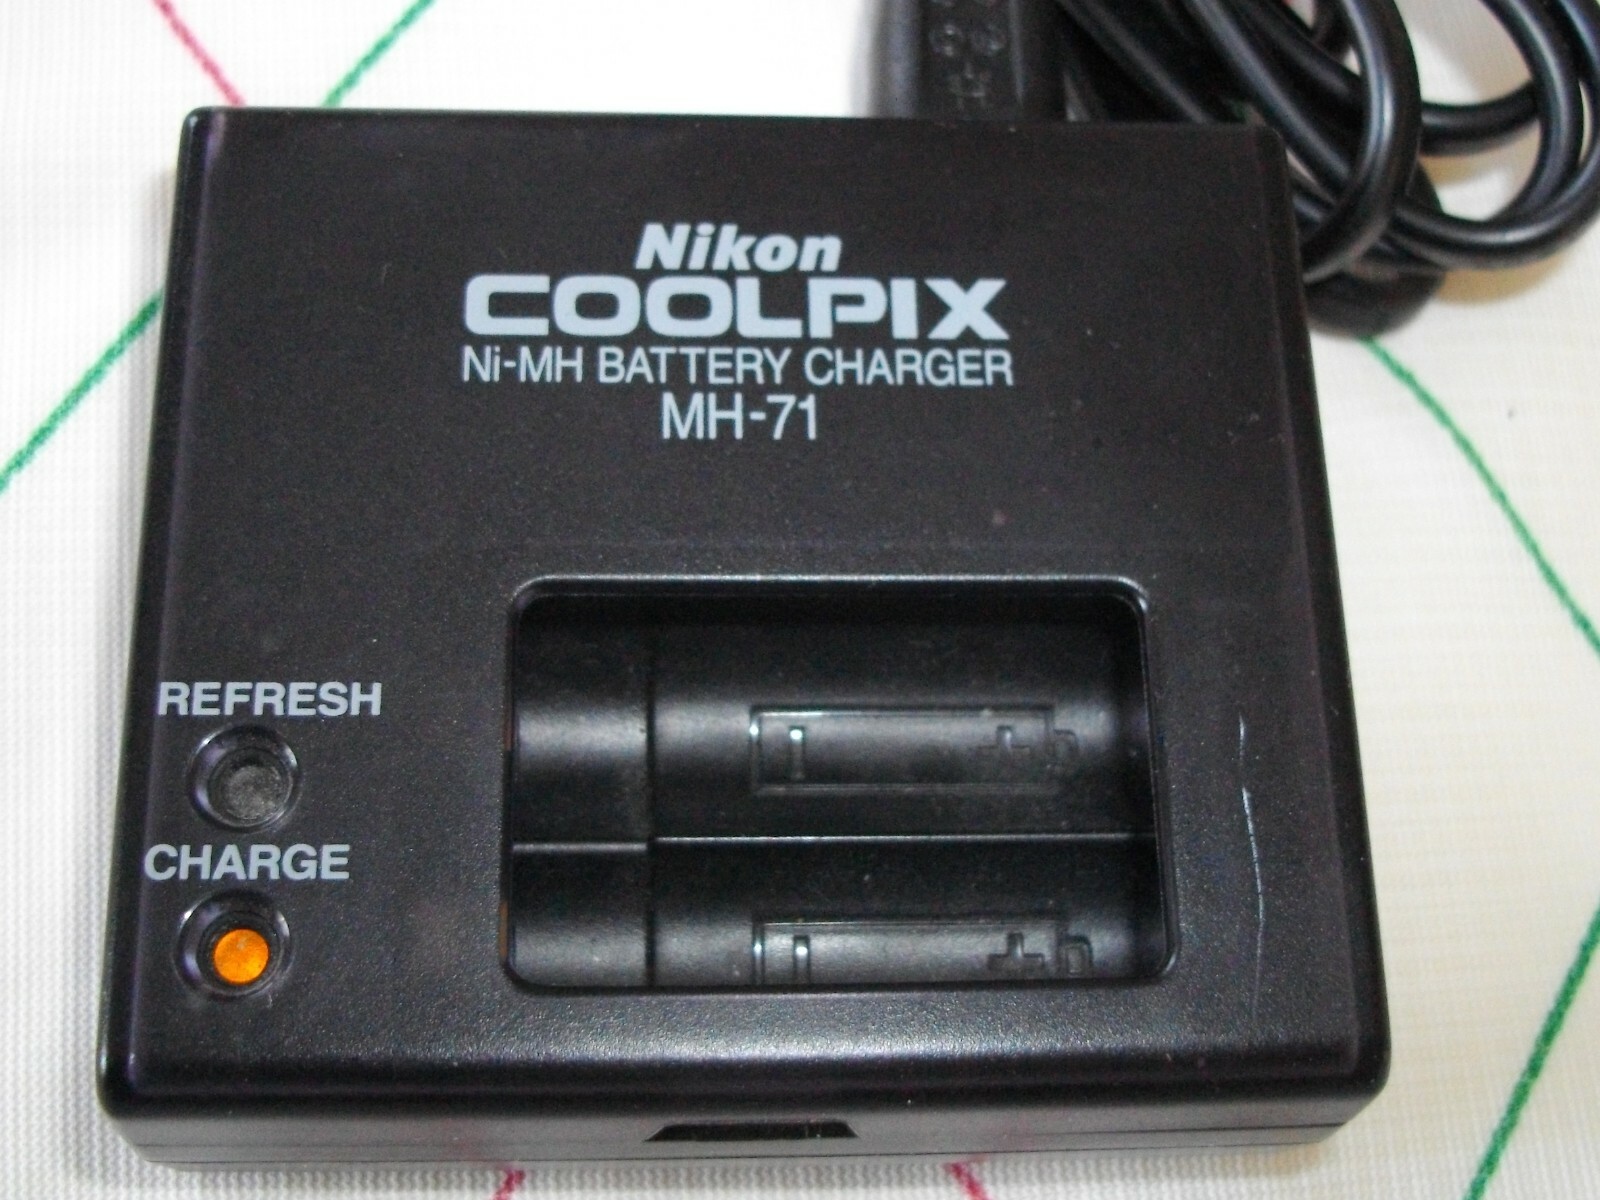 Nikon
COOLPIX
Ni-MH BATTERY CHARGER
MH-71
REFRESH
CHARGE